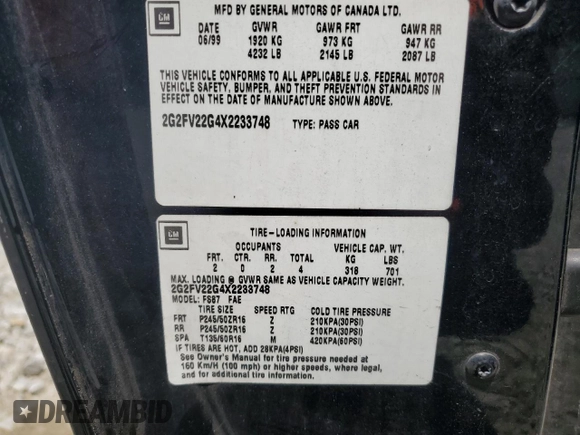 MFD BY GENERAL MOTORS OF CANADA LTD.
DATE GVWR GAWR FRT GAWR RR
06/99 1920 KG 973 KG 947 KG
4232 LB 2145 LB 2087 LB
THIS VEHICLE CONFORMS TO ALL APPLICABLE U.S. FEDERAL MOTOR
VEHICLE SAFETY, BUMPER, AND THEFT PREVENTION STANDARDS IN
EFFECT ON THE DATE OF MANUFACTURE SHOWN ABOVE.
2G2FV22G4X2233748 TYPE: PASS CAR
GM
GM
TIRE-LOADING INFORMATION
OCCUPANTS VEHICLE CAP. WT.
FRT. CTR. RR. TOTAL KG LBS
2 0 2 4 318 701
MAX. LOADING @ GVWR SAME AS VEHICLE CAPACITY WEIGHT.
2G2FV22G4X2233748
MODEL: FS87 FAE
TIRE SIZE SPEED RTG COLD TIRE PRESSURE
FRT P245/50ZR16 Z 210KPA(30PSI)
RR P245/50ZR16 Z 210KPA(30PSI)
SPA T135/60R16 M 420KPA(60PSI)
IF TIRES ARE HOT, ADD 28KPA(4PSI)
See Owner's Manual for tire pressure needed at
160 Km/H (100 mph) or higher speeds, where legal,
and for additional tire information.
DREAMBID